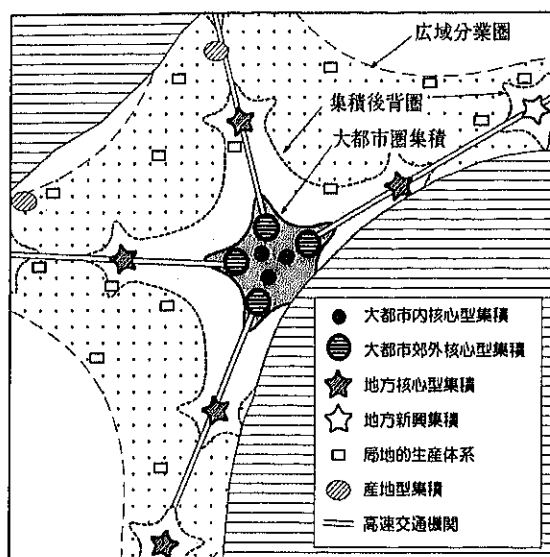 広域分業圏
集積後背圏
大都市圏集積
大都市内核心型集積
大都市郊外核心型集積
地方核心型集積
地方新興集積
局地的生産体系
産地型集積
高速交通機関